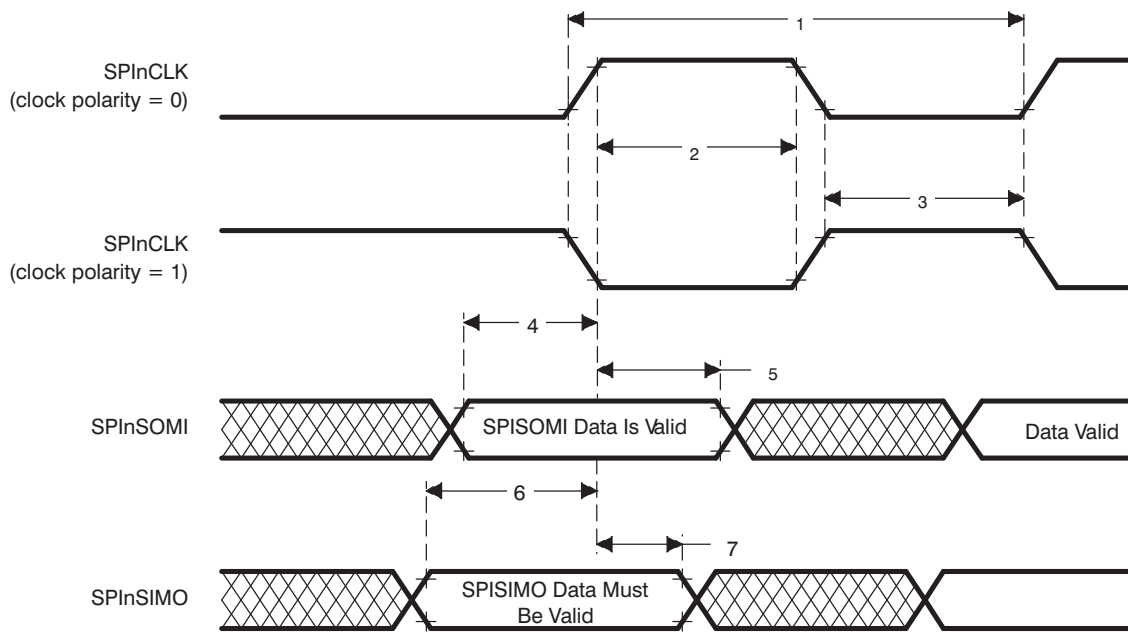 1
SPInCLK
(clock polarity = 0)
2
3
SPInCLK
(clock polarity = 1)
4
5
SPInSOMI
SPISOMI Data Is Valid
Data Valid
6
7
SPInSIMO
SPISIMO Data Must
Be Valid